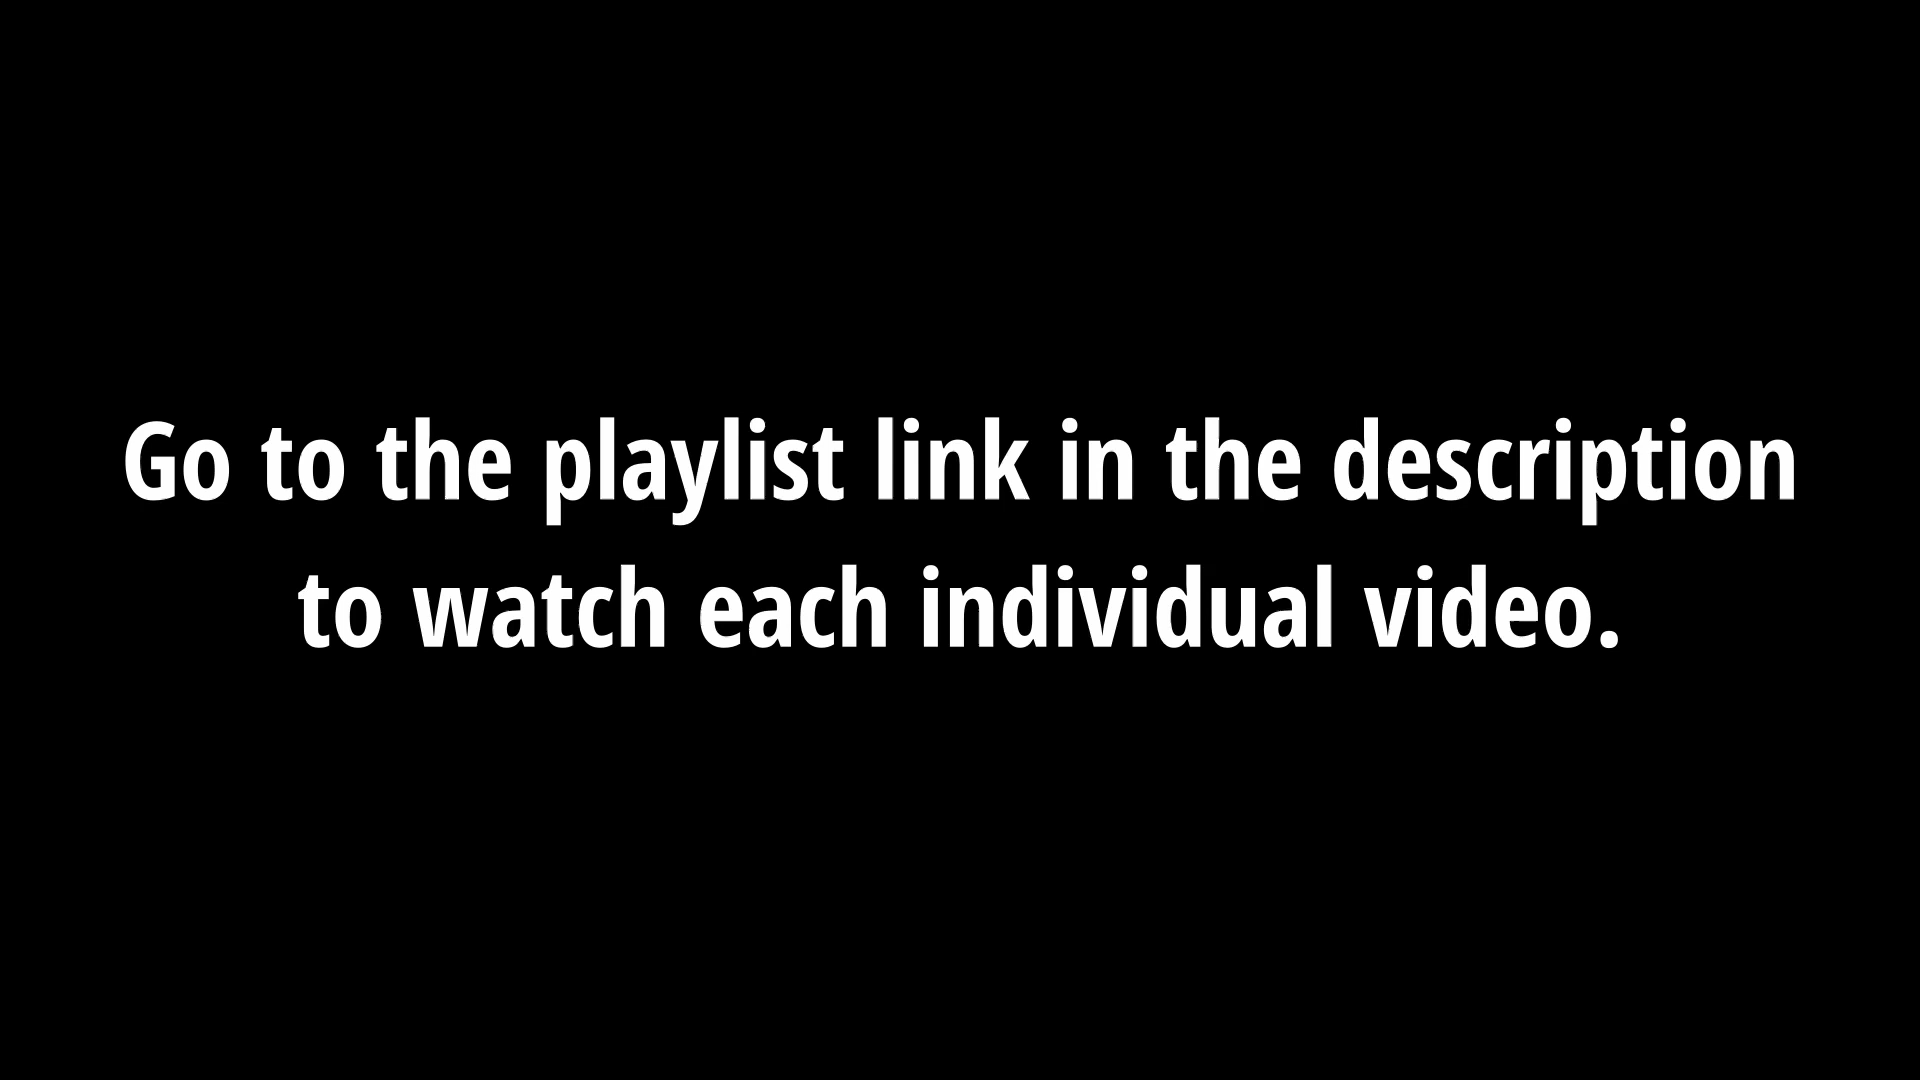 Go to the playlist link in the description
to watch each individual video.